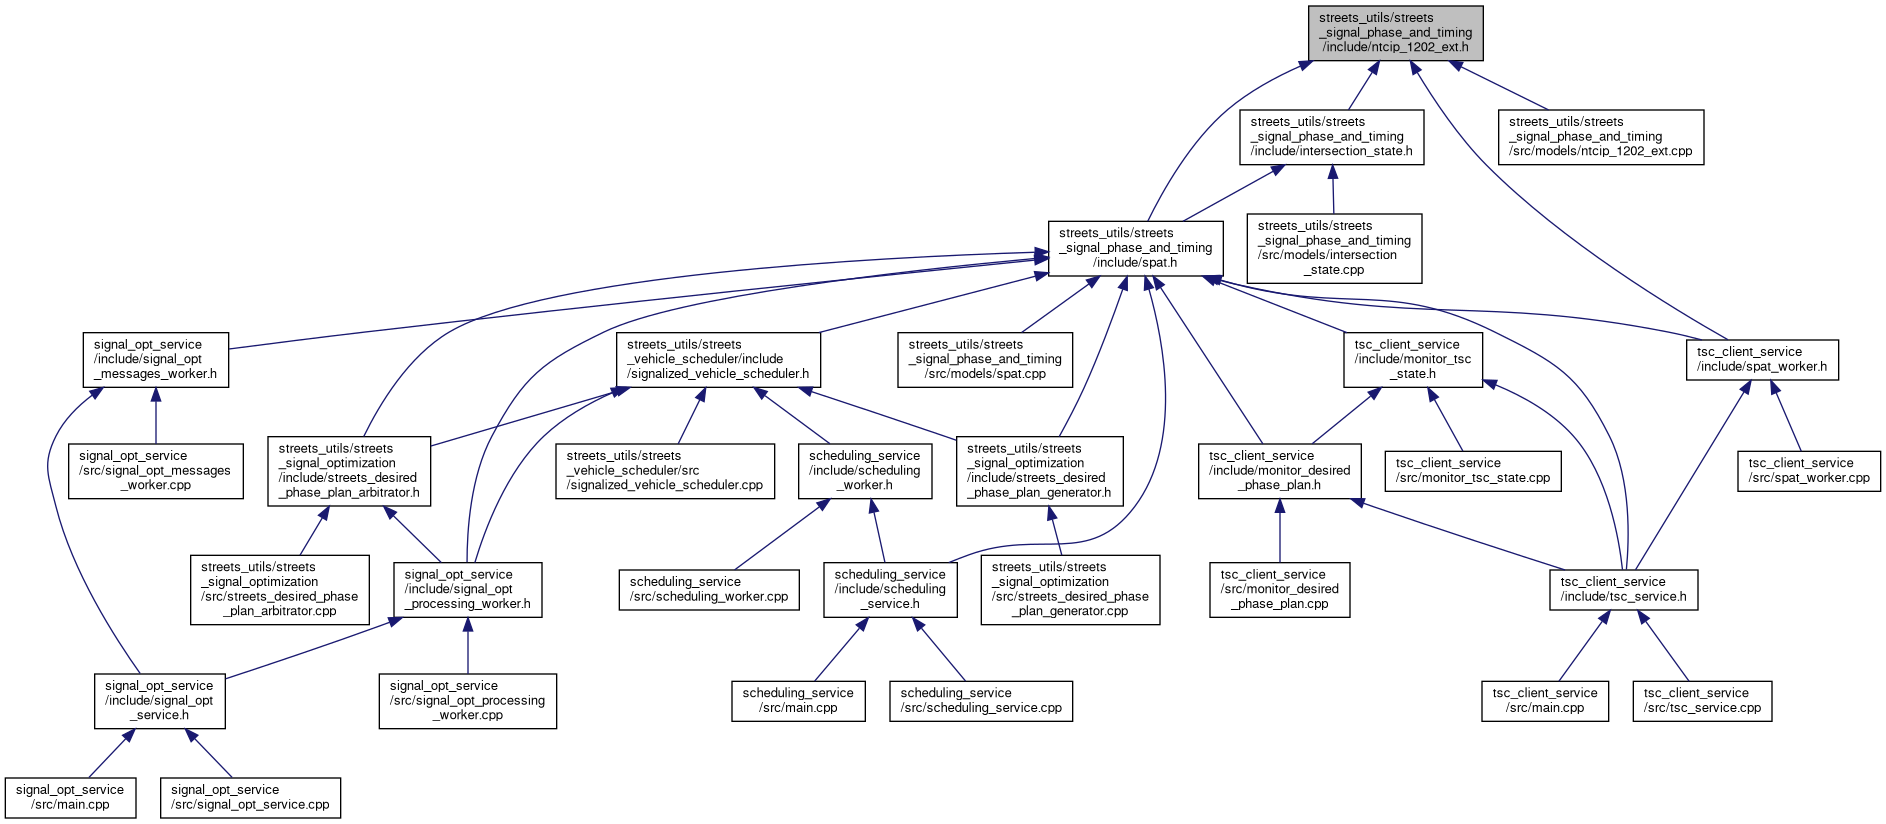 streets_utils/streets
_signal_phase_and_timing
/include/ntcip_1202_ext.h
streets_utils/streets
_signal_phase_and_timing
/include/intersection_state.h
streets_utils/streets
_signal_phase_and_timing
/src/models/ntcip_1202_ext.cpp
streets_utils/streets
_signal_phase_and_timing
/include/spat.h
streets_utils/streets
_signal_phase_and_timing
/src/models/intersection
_state.cpp
signal_opt_service
/include/signal_opt
_messages_worker.h
streets_utils/streets
_vehicle_scheduler/include
/signalized_vehicle_scheduler.h
streets_utils/streets
_signal_phase_and_timing
/src/models/spat.cpp
tsc_client_service
/include/monitor_tsc
_state.h
tsc_client_service
/include/spat_worker.h
signal_opt_service
/src/signal_opt_messages
_worker.cpp
streets_utils/streets
_signal_optimization
/include/streets_desired
_phase_plan_arbitrator.h
streets_utils/streets
_vehicle_scheduler/src
/signalized_vehicle_scheduler.cpp
scheduling_service
/include/scheduling
_worker.h
streets_utils/streets
_signal_optimization
/include/streets_desired
_phase_plan_generator.h
tsc_client_service
/include/monitor_desired
_phase_plan.h
tsc_client_service
/src/monitor_tsc_state.cpp
tsc_client_service
/src/spat_worker.cpp
streets_utils/streets
_signal_optimization
/src/streets_desired_phase
_plan_arbitrator.cpp
signal_opt_service
/include/signal_opt
_processing_worker.h
scheduling_service
/src/scheduling_worker.cpp
scheduling_service
/include/scheduling
_service.h
streets_utils/streets
_signal_optimization
/src/streets_desired_phase
_plan_generator.cpp
tsc_client_service
/src/monitor_desired
_phase_plan.cpp
tsc_client_service
/include/tsc_service.h
signal_opt_service
/include/signal_opt
_service.h
signal_opt_service
/src/signal_opt_processing
_worker.cpp
scheduling_service
/src/main.cpp
scheduling_service
/src/scheduling_service.cpp
tsc_client_service
/src/main.cpp
tsc_client_service
/src/tsc_service.cpp
signal_opt_service
/src/main.cpp
signal_opt_service
/src/signal_opt_service.cpp